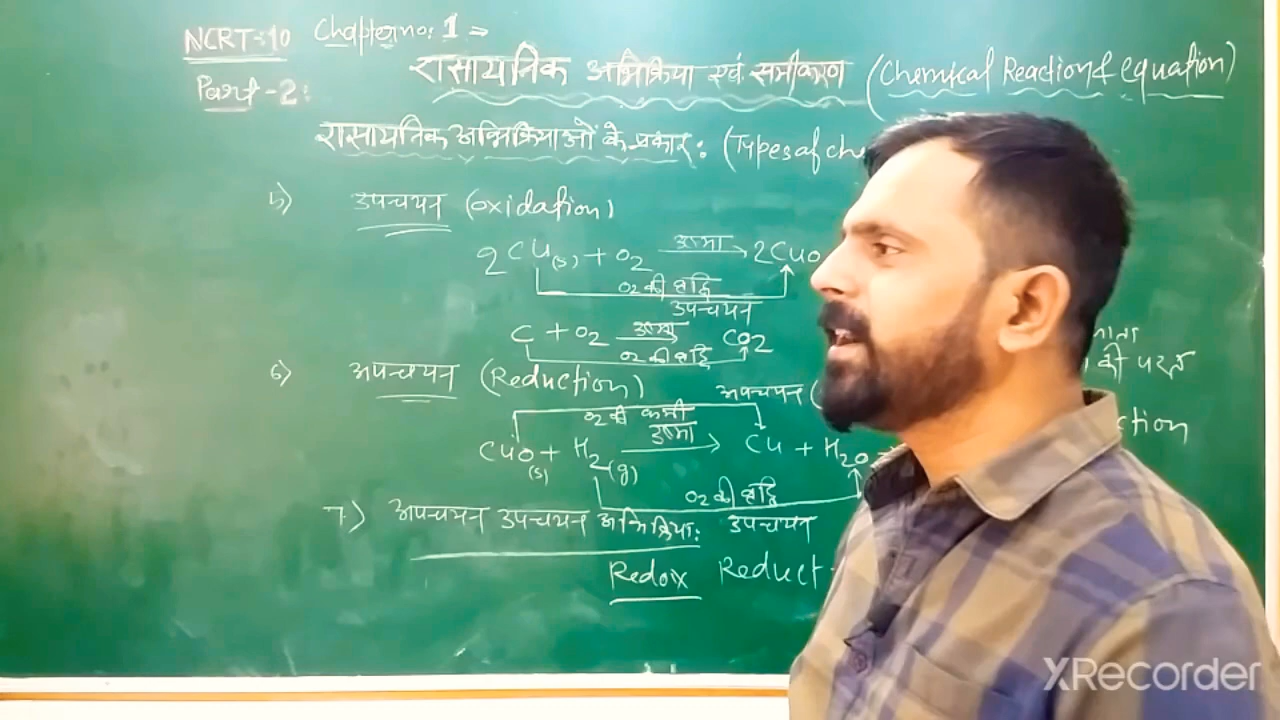 NCRT-10 Chapter no: 1 =
रासायनिक अभिक्रिया एवं समीकरण (Chemical Reaction & equation)
Part-2:
रासायनिक अभिक्रियाओं के प्रकार: (Types of che
5) उपचयन (oxidation)
2Cu(s) + O2 ऊष्मा → 2CuO
O2 की वृद्धि
उपचयन
C + O2 ऊष्मा CO2
O2 की वृद्धि
6) अपचयन (Reduction) अपचयन (
O2 की कमी
ऊष्मा
CuO(s) + H2(g) → Cu + H2O
O2 की वृद्धि
7.) अपचयन उपचयन अभिक्रिया: उपचयन
Redox Reduct
ction
XRecorder